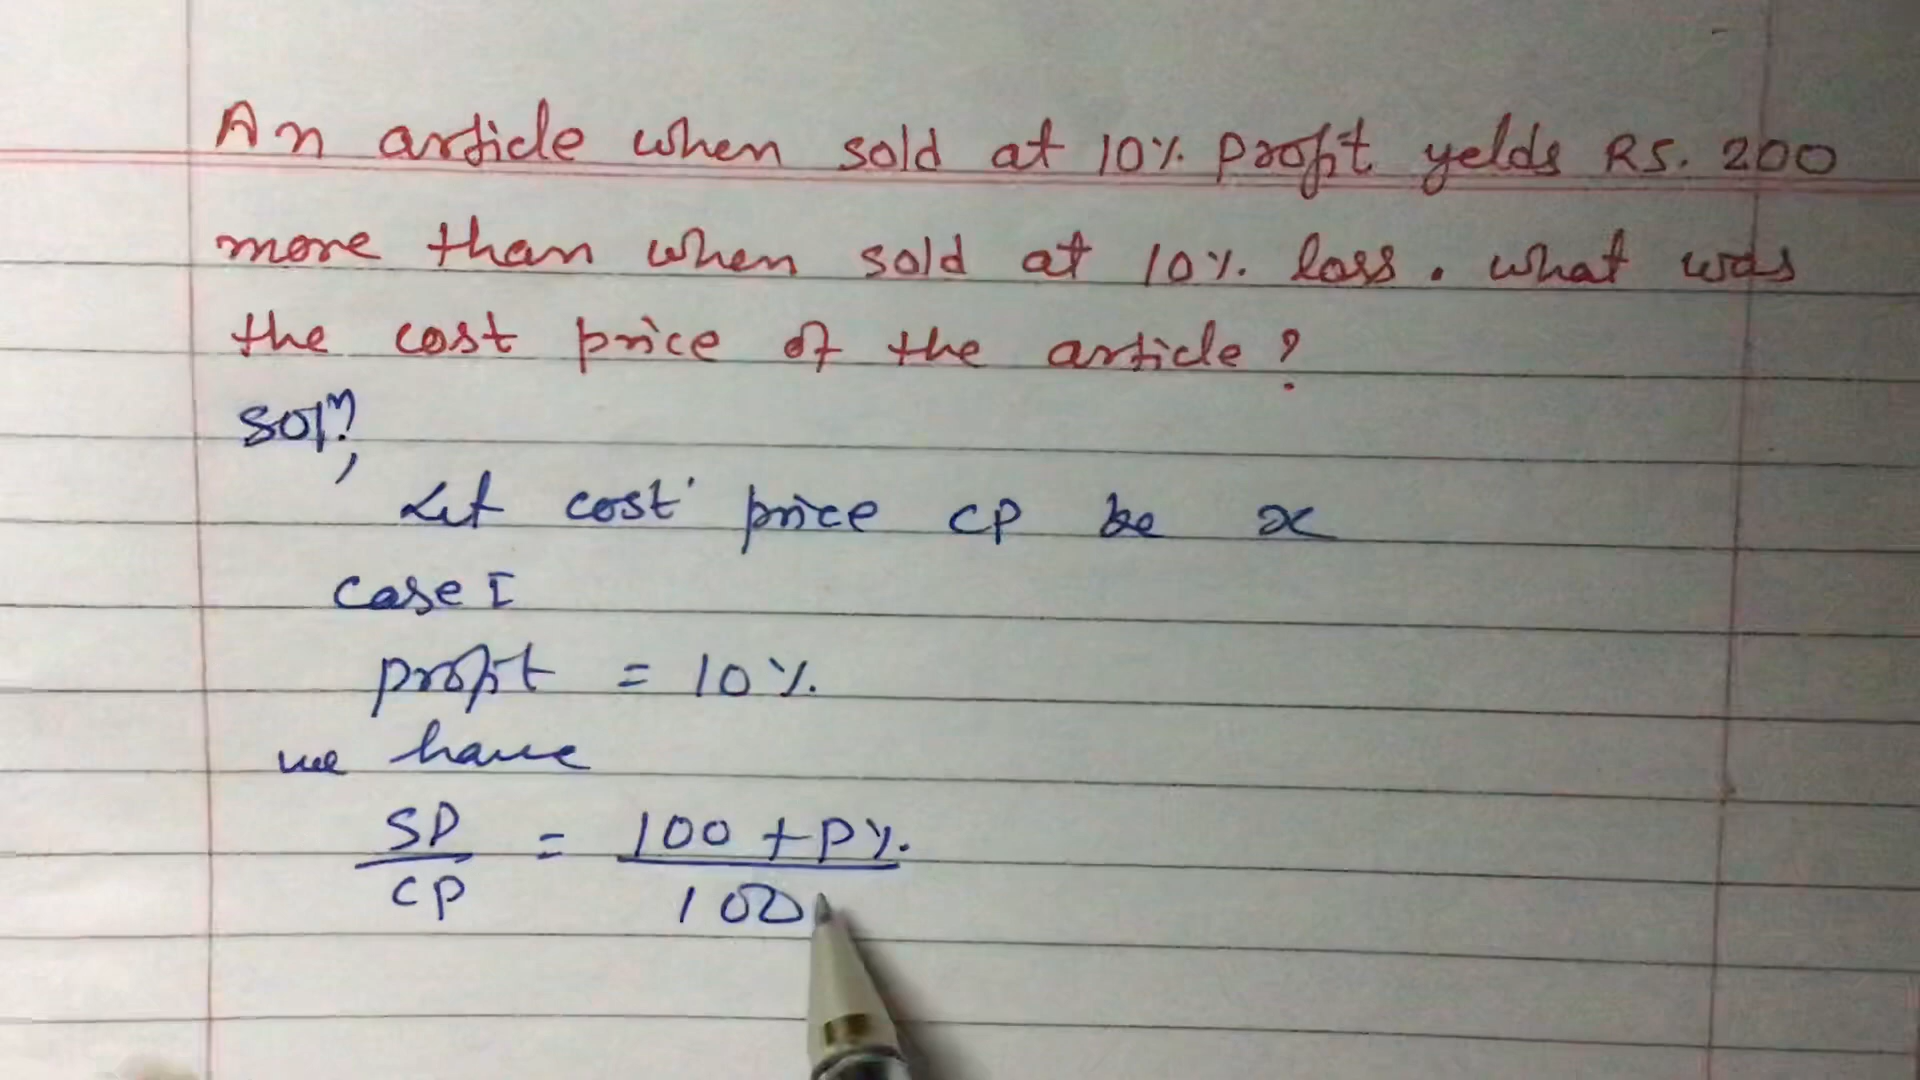 An article when sold at 10% profit yelds RS. 200
more than when sold at 10% loss. what was
the cost price of the article?
Solⁿ,
Let cost price CP be x
Case I
profit = 10%
we have
SP/CP = 100 + P%/100